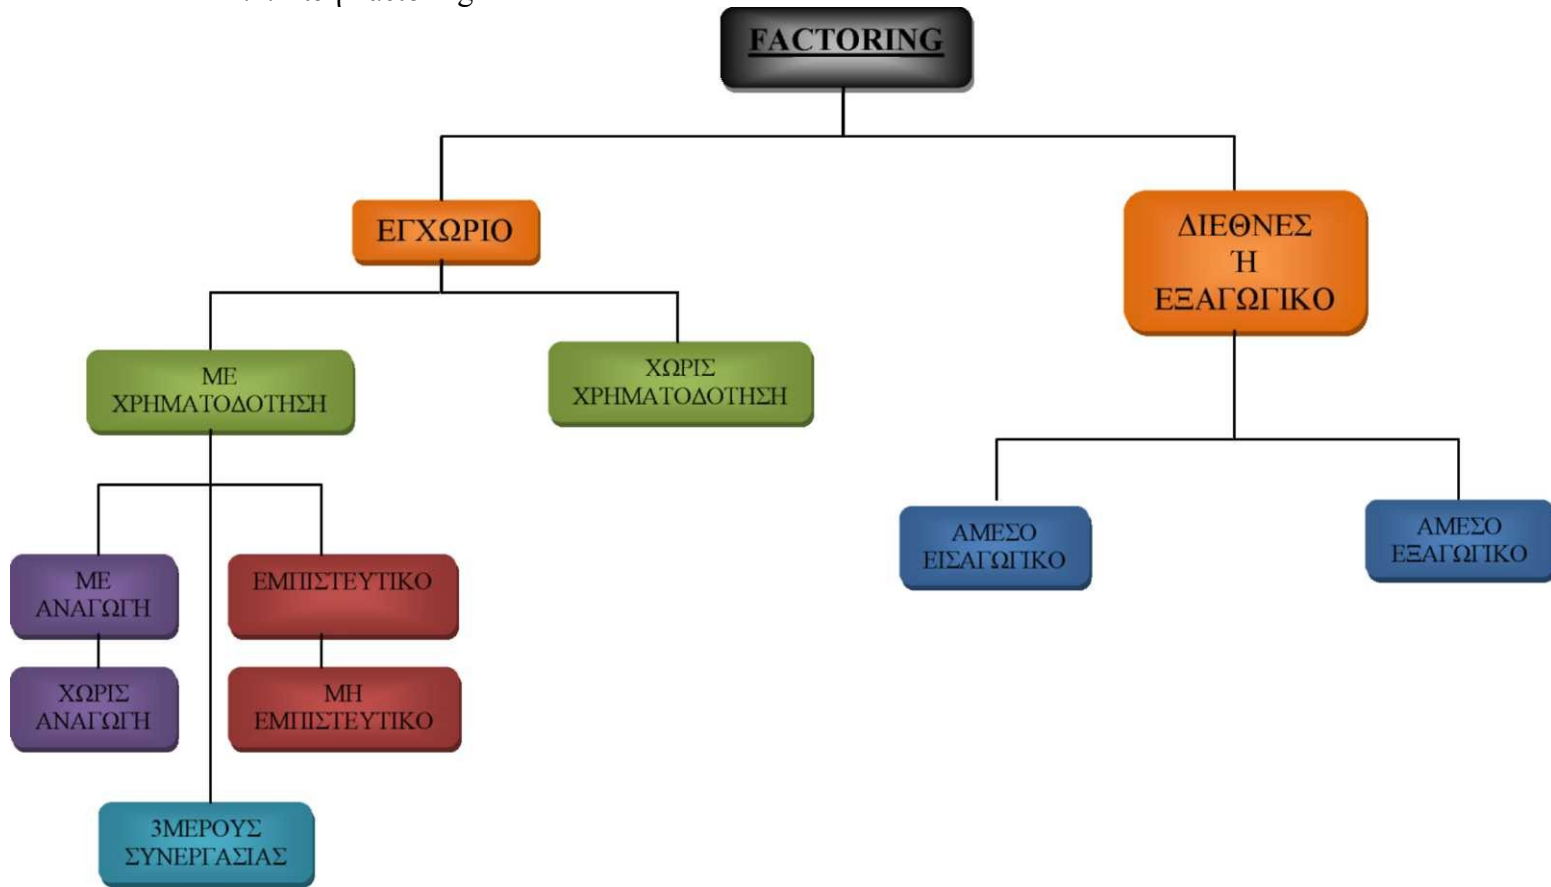 Factoring
FACTORING
ΕΓΧΩΡΙΟ
ΔΙΕΘΝΕΣ
Ή
ΕΞΑΓΩΓΙΚΟ
ΜΕ
ΧΡΗΜΑΤΟΔΟΤΗΣΗ
ΧΩΡΙΣ
ΧΡΗΜΑΤΟΔΟΤΗΣΗ
ΑΜΕΣΟ
ΕΙΣΑΓΩΓΙΚΟ
ΑΜΕΣΟ
ΕΞΑΓΩΓΙΚΟ
ΜΕ
ΑΝΑΓΩΓΗ
ΕΜΠΙΣΤΕΥΤΙΚΟ
ΧΩΡΙΣ
ΑΝΑΓΩΓΗ
ΜΗ
ΕΜΠΙΣΤΕΥΤΙΚΟ
3ΜΕΡΟΥΣ
ΣΥΝΕΡΓΑΣΙΑΣ